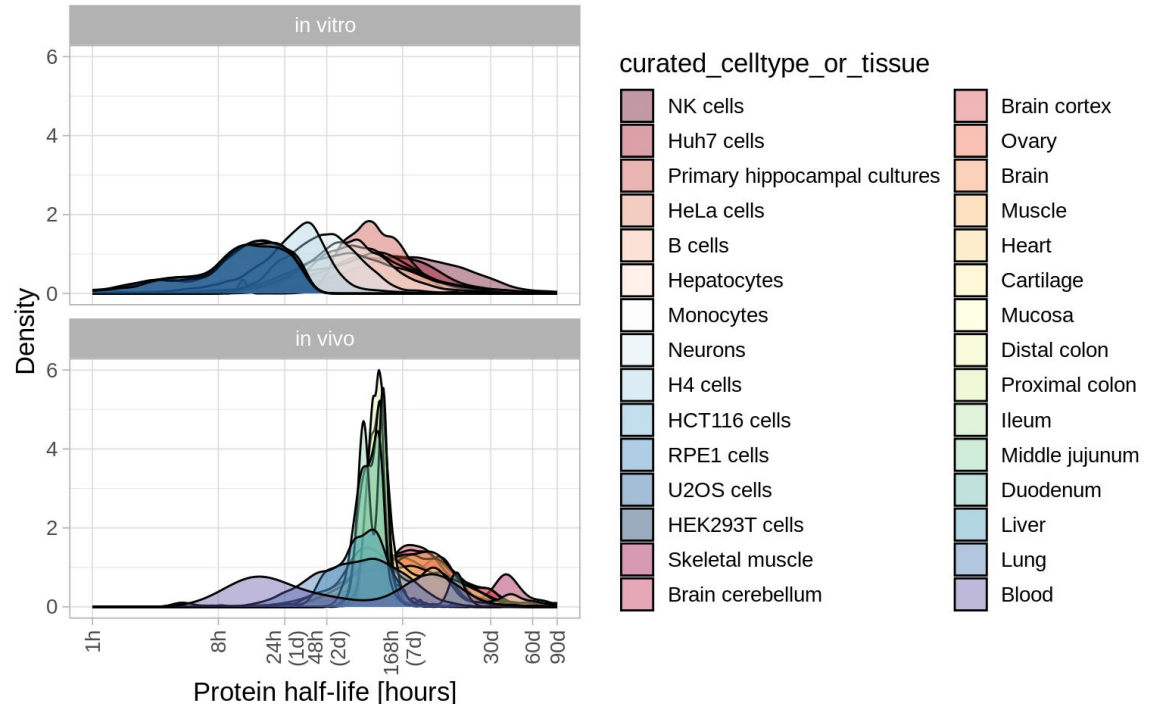 in vitro
6
4
2
0
in vivo
6
4
2
0
Density
1h
8h
24h
(1d)
48h
(2d)
168h
(7d)
30d
60d
90d
Protein half-life [hours]
curated_celltype_or_tissue
NK cells
Huh7 cells
Primary hippocampal cultures
HeLa cells
B cells
Hepatocytes
Monocytes
Neurons
H4 cells
HCT116 cells
RPE1 cells
U2OS cells
HEK293T cells
Skeletal muscle
Brain cerebellum
Brain cortex
Ovary
Brain
Muscle
Heart
Cartilage
Mucosa
Distal colon
Proximal colon
Ileum
Middle jujunum
Duodenum
Liver
Lung
Blood